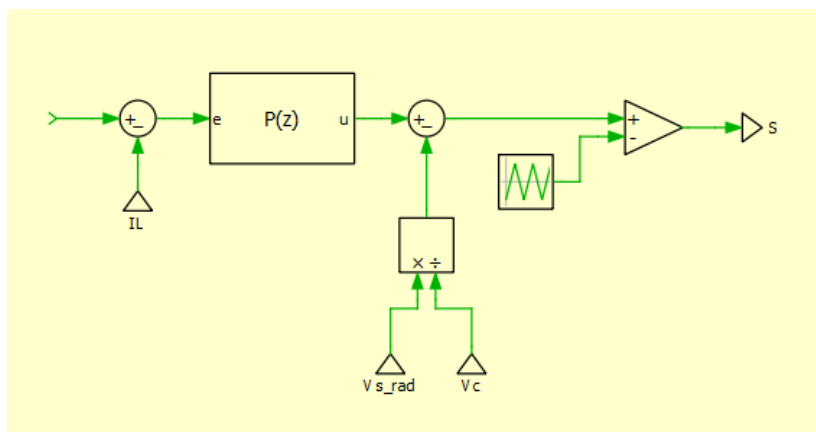 +
-
e P(z) u
+
-
+
-
S
IL
× ÷
Vs_rad
Vc